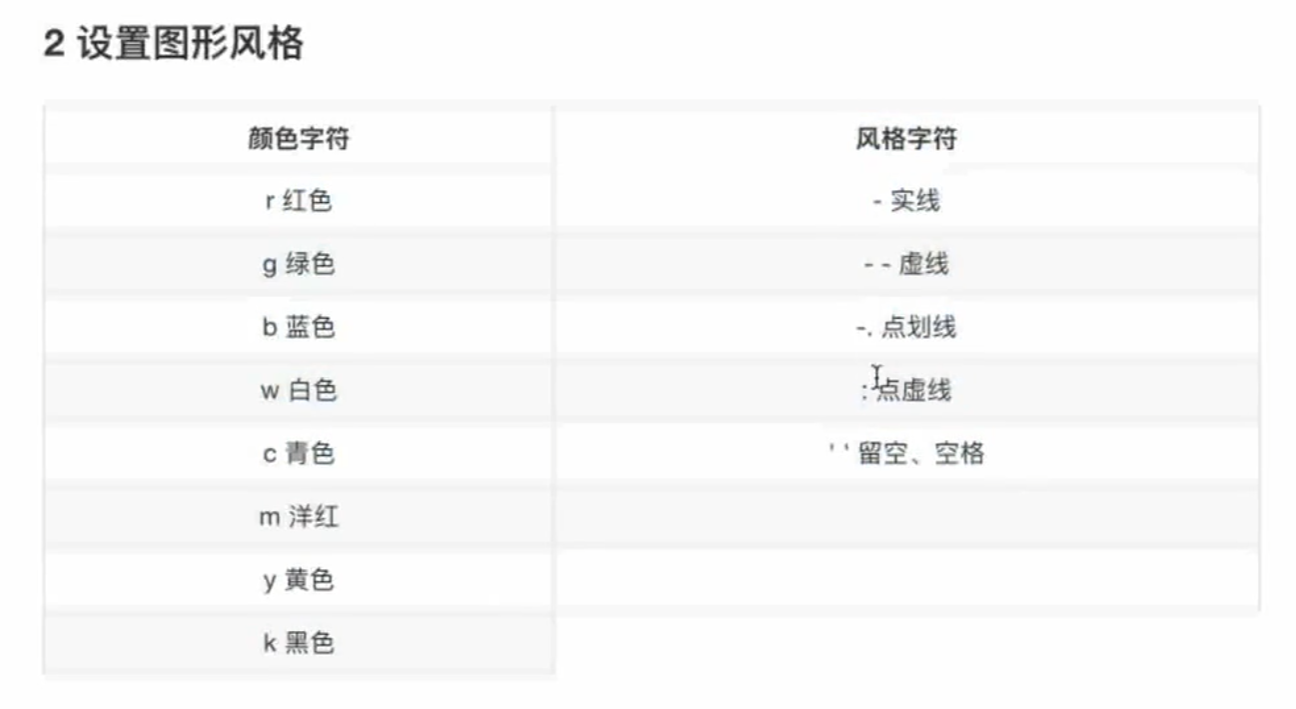 2 设置图形风格
颜色字符 风格字符
r 红色 - 实线
g 绿色 - - 虚线
b 蓝色 -. 点划线
w 白色 : 点虚线
c 青色 ' ' 留空、空格
m 洋红
y 黄色
k 黑色